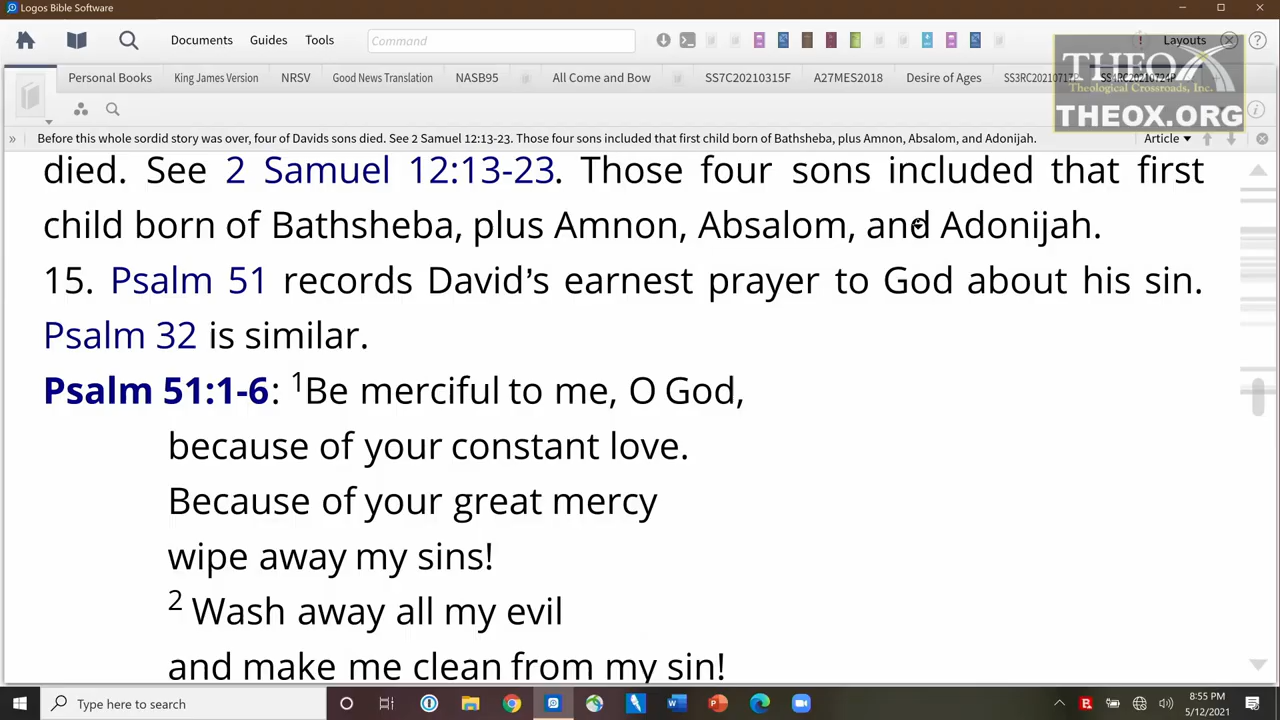 Logos Bible Software
Documents Guides Tools Command Layouts
THEOX
Theological Crossroads, Inc.
THEOX.ORG
Personal Books King James Version NRSV Good News Translation NASB95 All Come and Bow SS7C20210315F A27MES2018 Desire of Ages
» Before this whole sordid story was over, four of Davids sons died. See 2 Samuel 12:13-23. Those four sons included that first child born of Bathsheba, plus Amnon, Absalom, and Adonijah. Article
died. See 2 Samuel 12:13-23. Those four sons included that first
child born of Bathsheba, plus Amnon, Absalom, and Adonijah.
15. Psalm 51 records David’s earnest prayer to God about his sin.
Psalm 32 is similar.
Psalm 51:1-6: 1Be merciful to me, O God,
because of your constant love.
Because of your great mercy
wipe away my sins!
2 Wash away all my evil
and make me clean from my sin!
Type here to search
8:55 PM
5/12/2021